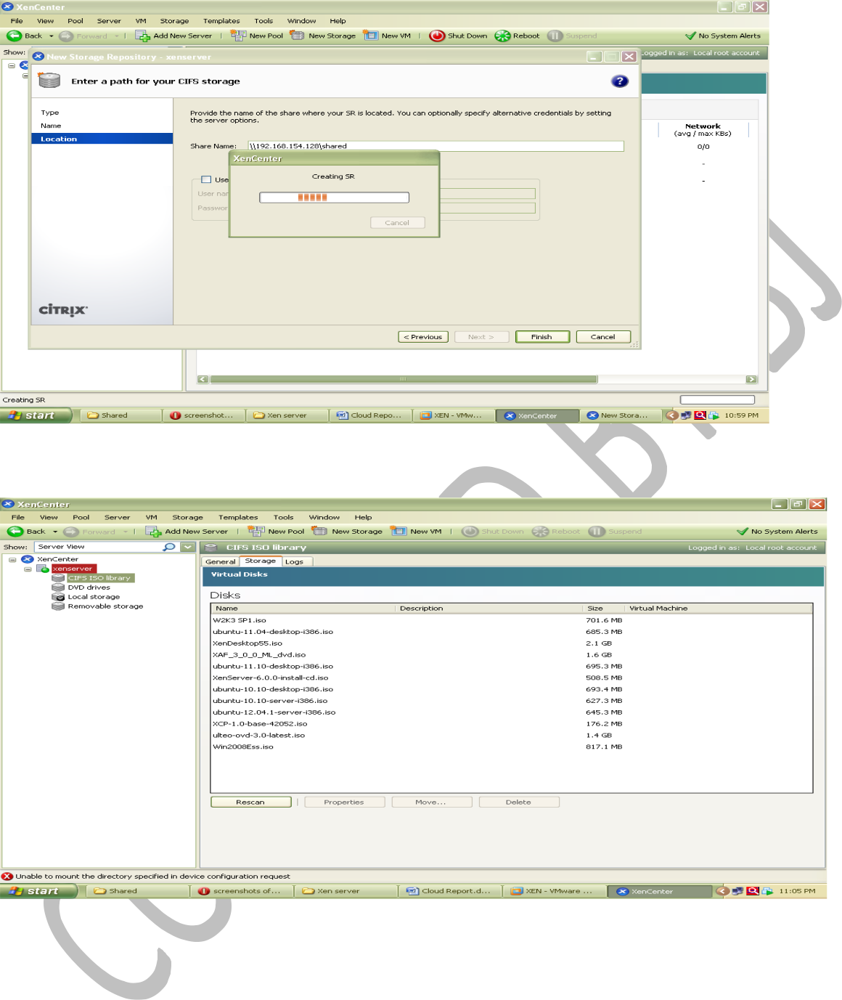 XenCenter
File View Pool Server VM Storage Templates Tools Window Help
Back Forward Add New Server New Pool New Storage New VM Shut Down Reboot Suspend No System Alerts
Show:
New Storage Repository - xenserver
Logged in as: Local root account
Enter a path for your CIFS storage
Type
Name
Location
Provide the name of the share where your SR is located. You can optionally specify alternative credentials by setting
the server options.
Share Name: \\192.168.154.128\shared
XenCenter
Creating SR
Use
User nam
Passwor
Cancel
Network
(avg / max KBs)
0/0
-
-
CITRIX
< Previous Next > Finish Cancel
Creating SR
start Shared screenshot... Xen server Cloud Repo... XEN - VMw... XenCenter New Stora... 10:59 PM
XenCenter
File View Pool Server VM Storage Templates Tools Window Help
Back Forward Add New Server New Pool New Storage New VM Shut Down Reboot Suspend No System Alerts
Show: Server View CIFS ISO library Logged in as: Local root account
XenCenter
xenserver
CIFS ISO library
DVD drives
Local storage
Removable storage
General Storage Logs
Virtual Disks
Disks
Name Description Size Virtual Machine
W2K3 SP1.iso 701.6 MB
ubuntu-11.04-desktop-i386.iso 685.3 MB
XenDesktop55.iso 2.1 GB
XAF_3_0_0_ML_dvd.iso 1.6 GB
ubuntu-11.10-desktop-i386.iso 695.3 MB
XenServer-6.0.0-install-cd.iso 508.5 MB
ubuntu-10.10-desktop-i386.iso 693.4 MB
ubuntu-10.10-server-i386.iso 627.3 MB
ubuntu-12.04.1-server-i386.iso 645.3 MB
XCP-1.0-base-42052.iso 176.2 MB
ulteo-ovd-3.0-latest.iso 1.4 GB
Win2008Ess.iso 817.1 MB
Rescan Properties Move... Delete
Unable to mount the directory specified in device configuration request
start Shared screenshots of... Xen server Cloud Report.d... XEN - VMware ... XenCenter 11:05 PM